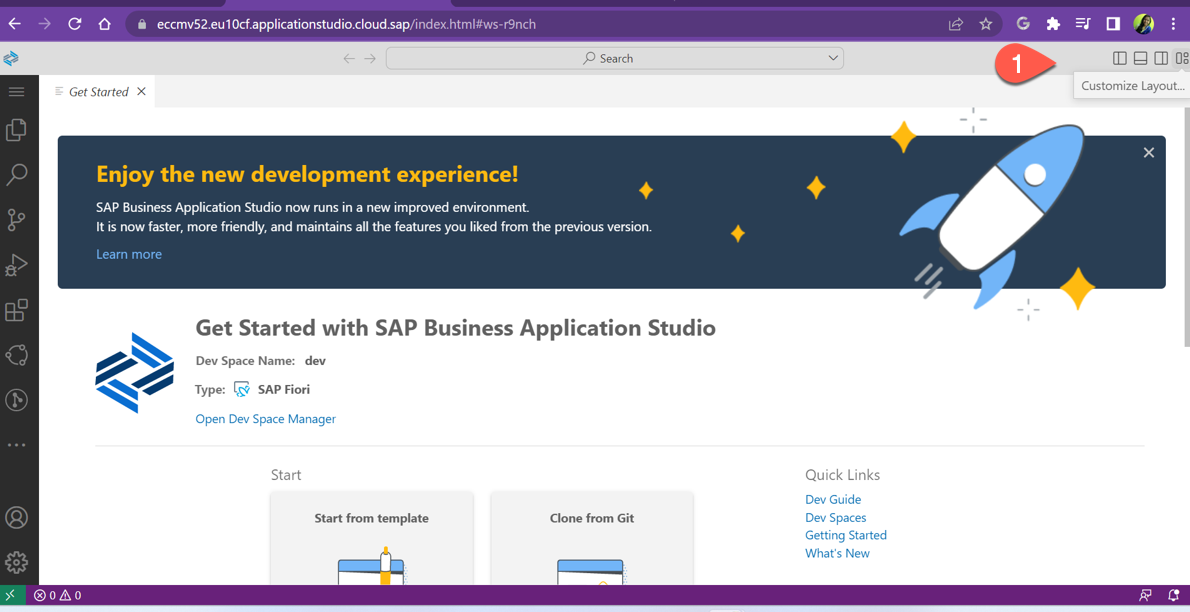 eccmv52.eu10cf.applicationstudio.cloud.sap/index.html#ws-r9nch
Search
1
Customize Layout...
Get Started
Enjoy the new development experience!
SAP Business Application Studio now runs in a new improved environment.
It is now faster, more friendly, and maintains all the features you liked from the previous version.
Learn more
Get Started with SAP Business Application Studio
Dev Space Name: dev
Type: SAP Fiori
Open Dev Space Manager
Start
Quick Links
Start from template
Clone from Git
Dev Guide
Dev Spaces
Getting Started
What's New
0 0